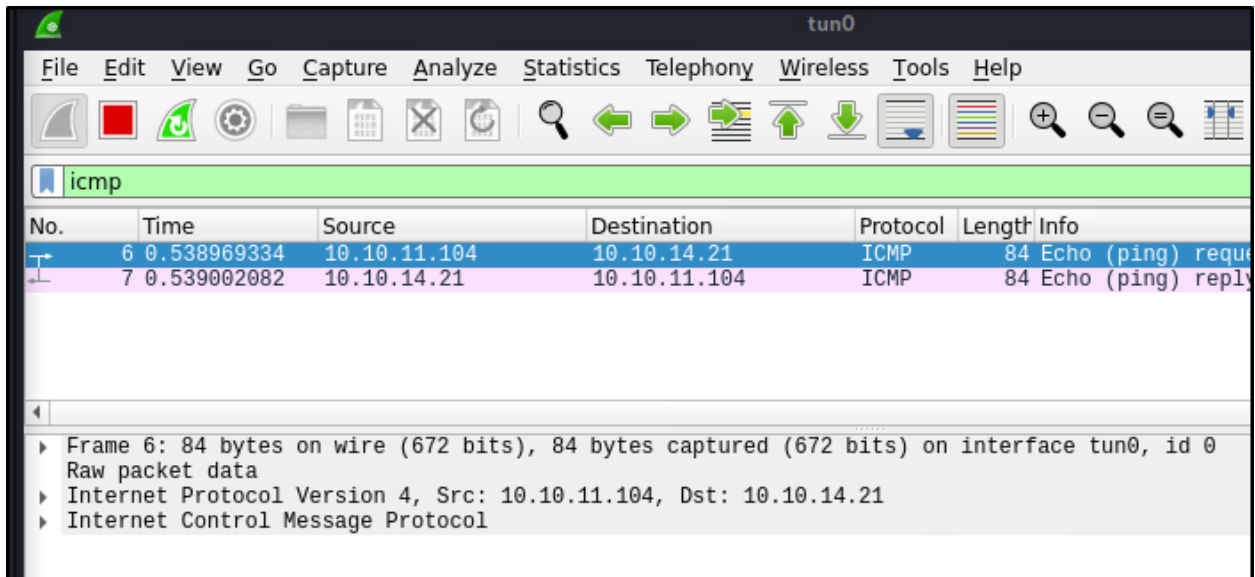 tun0
File Edit View Go Capture Analyze Statistics Telephony Wireless Tools Help
icmp
No. Time Source Destination Protocol Length Info
6 0.538969334 10.10.11.104 10.10.14.21 ICMP 84 Echo (ping) reque
7 0.539002082 10.10.14.21 10.10.11.104 ICMP 84 Echo (ping) reply
Frame 6: 84 bytes on wire (672 bits), 84 bytes captured (672 bits) on interface tun0, id 0
Raw packet data
Internet Protocol Version 4, Src: 10.10.11.104, Dst: 10.10.14.21
Internet Control Message Protocol